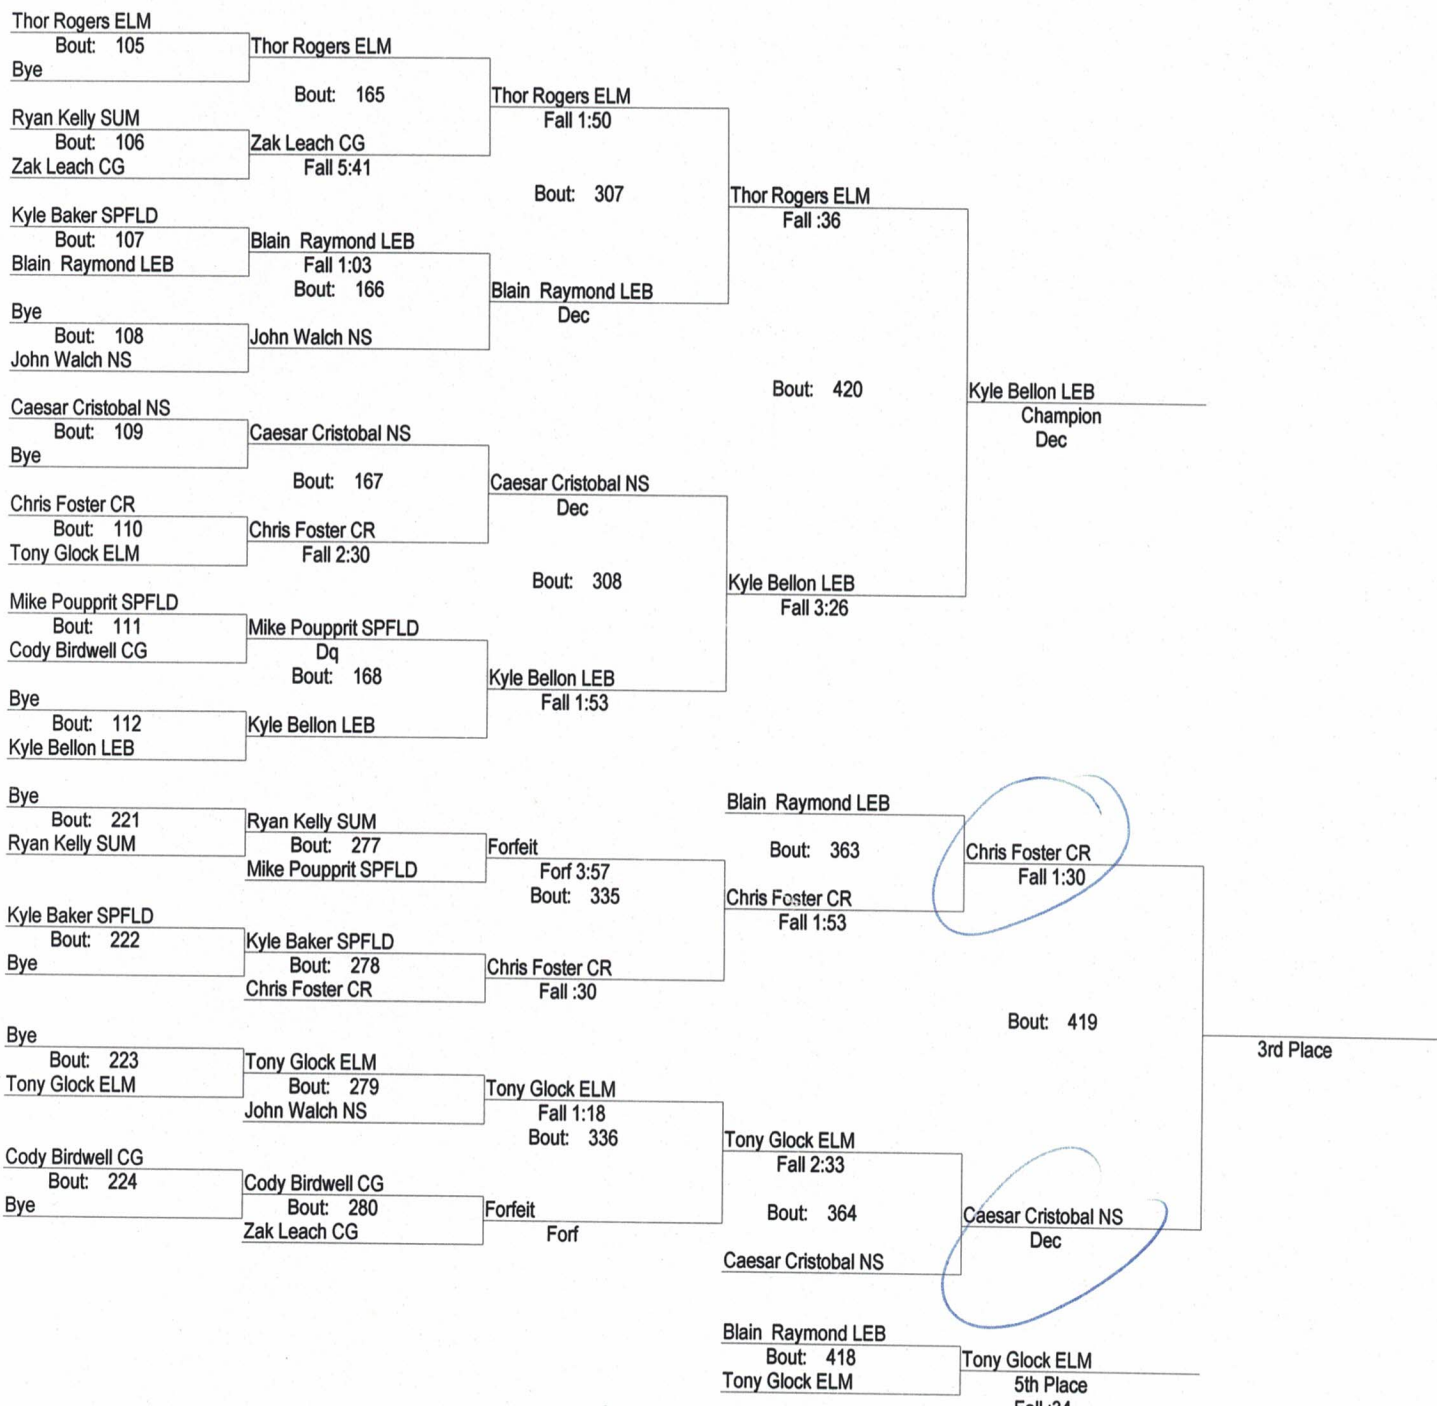 Thor Rogers ELM
Bout: 105
Bye
Thor Rogers ELM
Bout: 165
Ryan Kelly SUM
Bout: 106
Zak Leach CG
Zak Leach CG
Fall 5:41
Thor Rogers ELM
Fall 1:50
Bout: 307
Kyle Baker SPFLD
Bout: 107
Blain Raymond LEB
Blain Raymond LEB
Fall 1:03
Bout: 166
Bye
Bout: 108
John Walch NS
John Walch NS
Blain Raymond LEB
Dec
Thor Rogers ELM
Fall :36
Bout: 420
Caesar Cristobal NS
Bout: 109
Bye
Caesar Cristobal NS
Bout: 167
Chris Foster CR
Bout: 110
Tony Glock ELM
Chris Foster CR
Fall 2:30
Caesar Cristobal NS
Dec
Bout: 308
Mike Poupprit SPFLD
Bout: 111
Cody Birdwell CG
Mike Poupprit SPFLD
Dq
Bout: 168
Bye
Bout: 112
Kyle Bellon LEB
Kyle Bellon LEB
Kyle Bellon LEB
Fall 1:53
Kyle Bellon LEB
Fall 3:26
Kyle Bellon LEB
Champion
Dec
Bye
Bout: 221
Ryan Kelly SUM
Ryan Kelly SUM
Bout: 277
Mike Poupprit SPFLD
Forfeit
Forf 3:57
Bout: 335
Kyle Baker SPFLD
Bout: 222
Bye
Kyle Baker SPFLD
Bout: 278
Chris Foster CR
Chris Foster CR
Fall :30
Blain Raymond LEB
Bout: 363
Chris Foster CR
Fall 1:53
Chris Foster CR
Fall 1:30
Bout: 419
3rd Place
Bye
Bout: 223
Tony Glock ELM
Tony Glock ELM
Bout: 279
John Walch NS
Tony Glock ELM
Fall 1:18
Bout: 336
Cody Birdwell CG
Bout: 224
Bye
Cody Birdwell CG
Bout: 280
Zak Leach CG
Forfeit
Forf
Tony Glock ELM
Fall 2:33
Bout: 364
Caesar Cristobal NS
Caesar Cristobal NS
Dec
Blain Raymond LEB
Bout: 418
Tony Glock ELM
Tony Glock ELM
5th Place